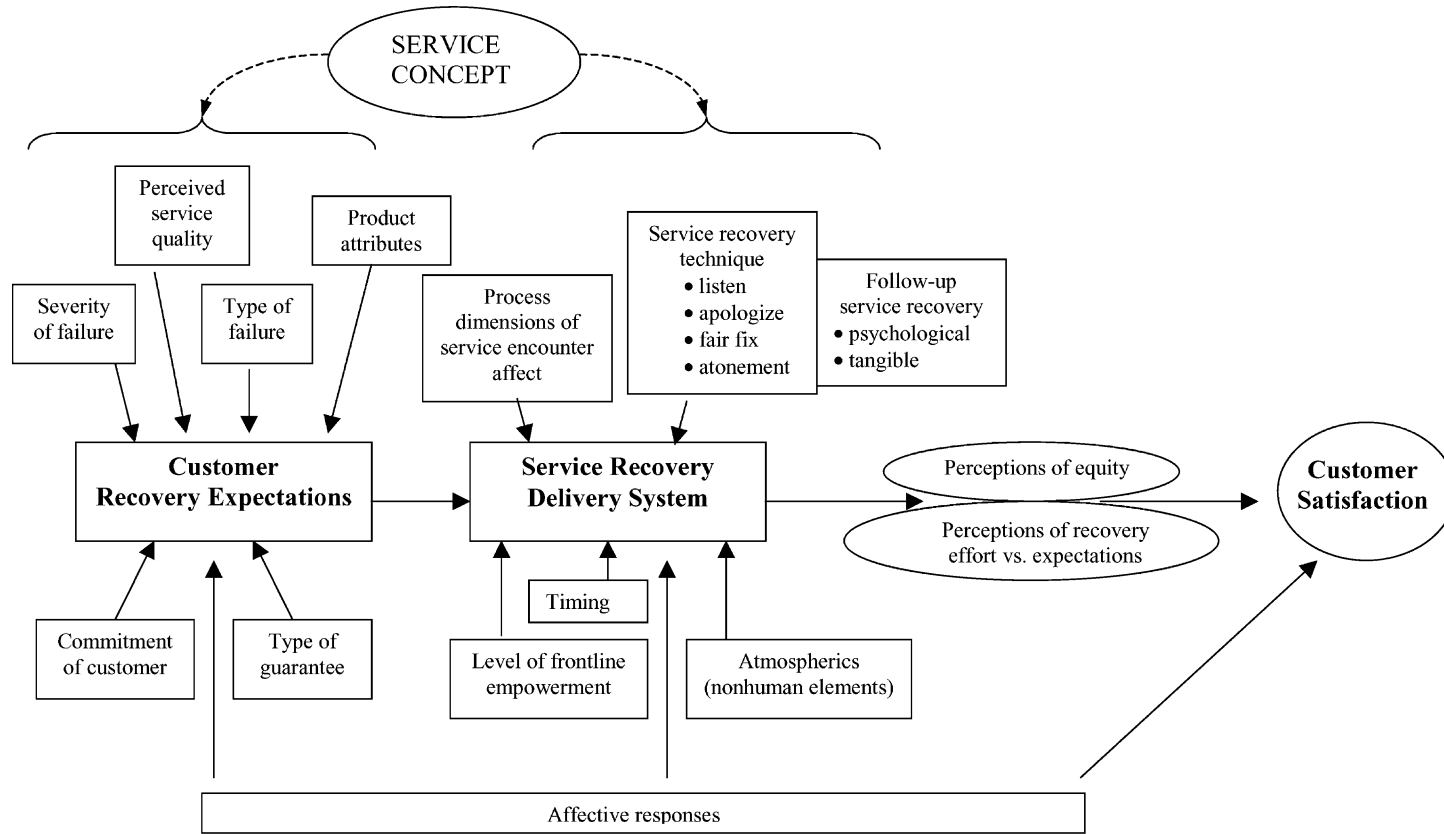 SERVICE
CONCEPT
Perceived
service
quality
Product
attributes
Severity
of failure
Type of
failure
Process
dimensions of
service encounter
affect
Service recovery
technique
• listen
• apologize
• fair fix
• atonement
Follow-up
service recovery
• psychological
• tangible
Customer
Recovery Expectations
Service Recovery
Delivery System
Perceptions of equity
Perceptions of recovery
effort vs. expectations
Customer
Satisfaction
Commitment
of customer
Type of
guarantee
Timing
Level of frontline
empowerment
Atmospherics
(nonhuman elements)
Affective responses